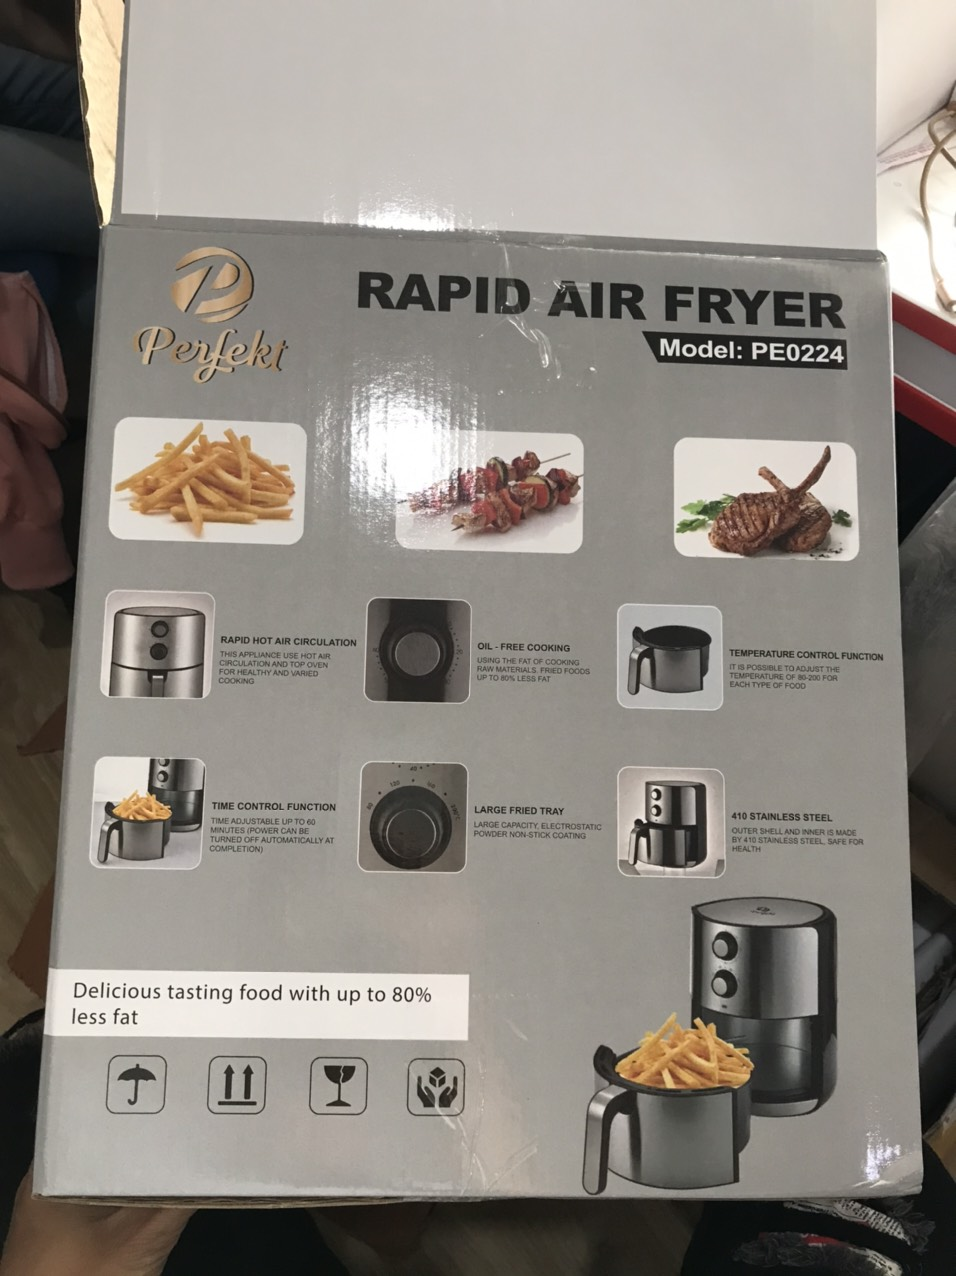 Perfekt
RAPID AIR FRYER
Model: PE0224
RAPID HOT AIR CIRCULATION
THIS APPLIANCE USE HOT AIR
CIRCULATION AND TOP OVEN
FOR HEALTHY AND VARIED
COOKING
OIL - FREE COOKING
USING THE FAT OF COOKING
RAW MATERIALS, FRIED FOODS
UP TO 80% LESS FAT
TEMPERATURE CONTROL FUNCTION
IT IS POSSIBLE TO ADJUST THE
TEMPERATURE OF 80-200 FOR
EACH TYPE OF FOOD
TIME CONTROL FUNCTION
TIME ADJUSTABLE UP TO 60
MINUTES (POWER CAN BE
TURNED OFF AUTOMATICALLY AT
COMPLETION)
LARGE FRIED TRAY
LARGE CAPACITY, ELECTROSTATIC
POWDER NON-STICK COATING
410 STAINLESS STEEL
OUTER SHELL AND INNER IS MADE
BY 410 STAINLESS STEEL, SAFE FOR
HEALTH
Delicious tasting food with up to 80%
less fat